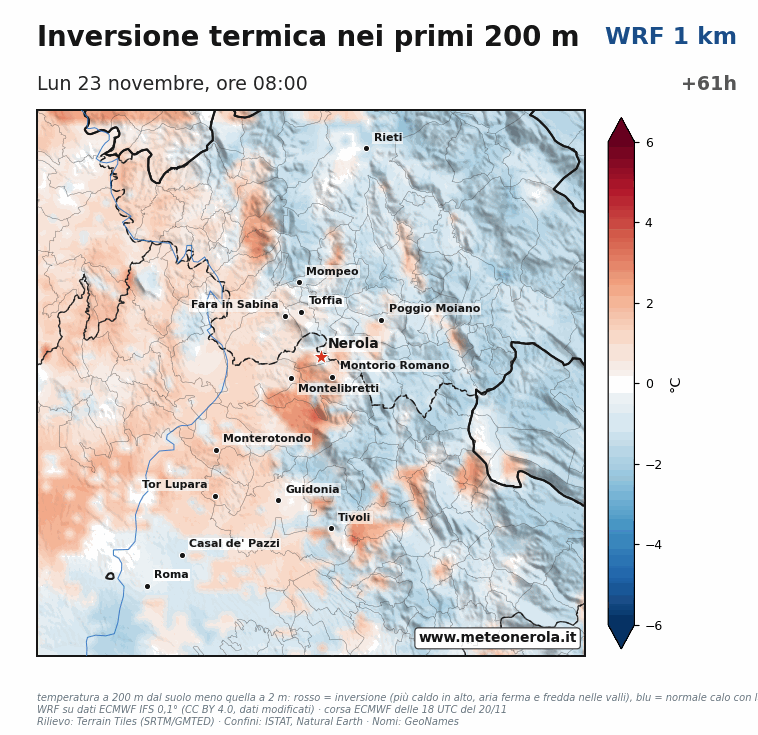 Inversione termica nei primi 200 m
WRF 1 km
Lun 23 novembre, ore 08:00
+61h
Rieti
Mompeo
Fara in Sabina
Toffia
Poggio Moiano
Nerola
Montorio Romano
Montelibretti
Monterotondo
Tor Lupara
Guidonia
Tivoli
Casal de' Pazzi
Roma
www.meteonerola.it
6
4
2
0
−2
−4
−6
°C
temperatura a 200 m dal suolo meno quella a 2 m: rosso = inversione (più caldo in alto, aria ferma e fredda nelle valli), blu = normale calo con l
WRF su dati ECMWF IFS 0,1° (CC BY 4.0, dati modificati) · corsa ECMWF delle 18 UTC del 20/11
Rilievo: Terrain Tiles (SRTM/GMTED) · Confini: ISTAT, Natural Earth · Nomi: GeoNames